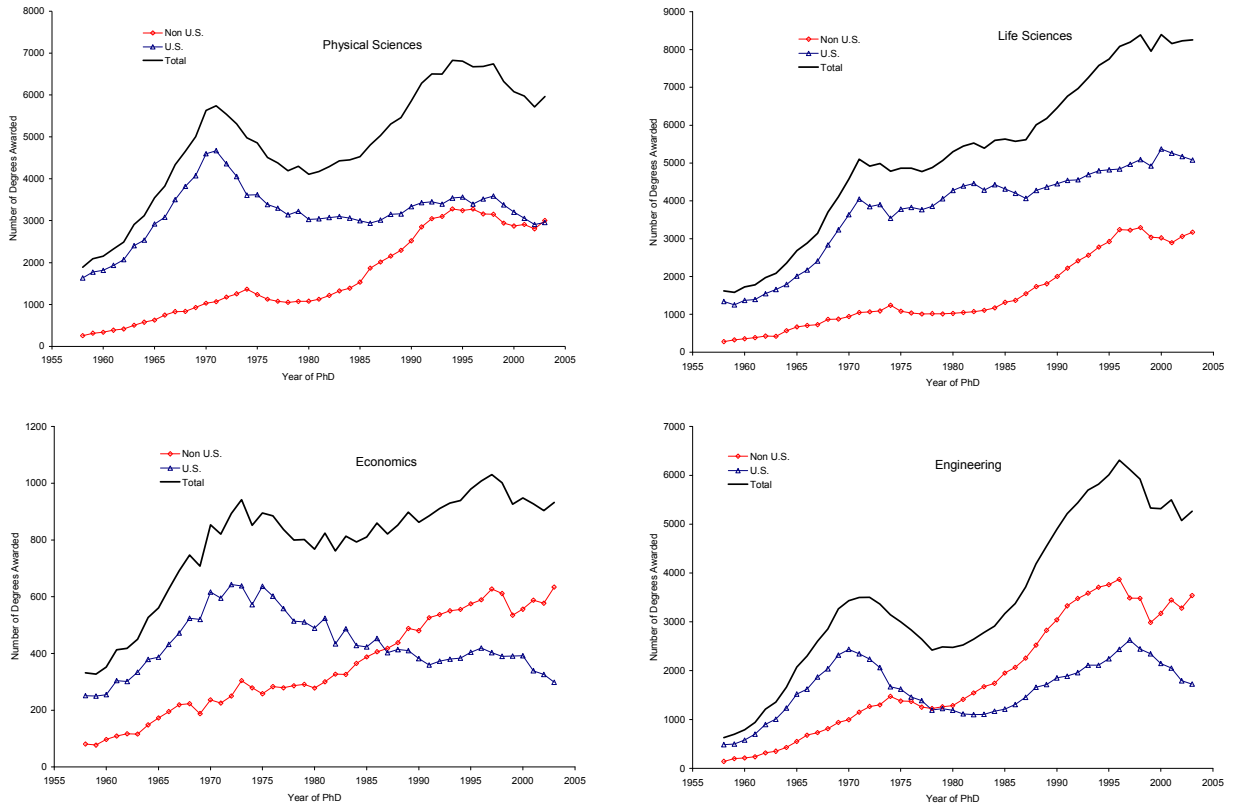 Physical Sciences
Non U.S.
U.S.
Total
Number of Degrees Awarded
8000
7000
6000
5000
4000
3000
2000
1000
0
1955 1960 1965 1970 1975 1980 1985 1990 1995 2000 2005
Year of PhD
Life Sciences
Non U.S.
U.S.
Total
Number of Degrees Awarded
9000
8000
7000
6000
5000
4000
3000
2000
1000
0
1955 1960 1965 1970 1975 1980 1985 1990 1995 2000 2005
Year of PhD
Economics
Non U.S.
U.S.
Total
Number of Degrees Awarded
1200
1000
800
600
400
200
0
1955 1960 1965 1970 1975 1980 1985 1990 1995 2000 2005
Year of PhD
Engineering
Non U.S.
U.S.
Total
Number of Degrees Awarded
7000
6000
5000
4000
3000
2000
1000
0
1955 1960 1965 1970 1975 1980 1985 1990 1995 2000 2005
Year of PhD